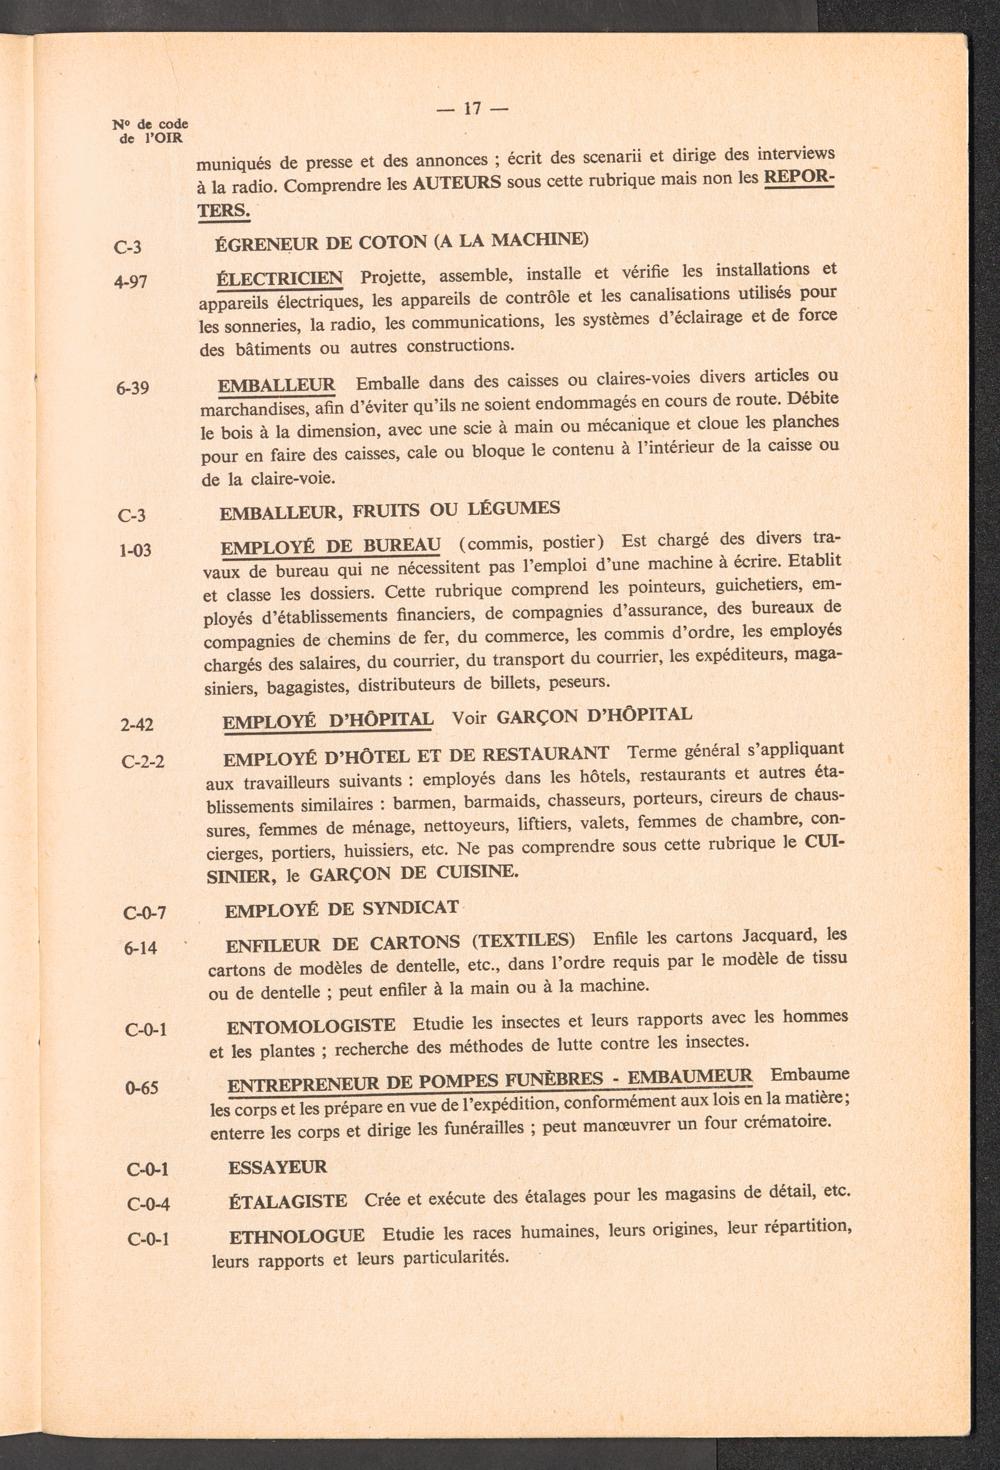 — 17 —
Nº de code
de l'OIR
muniqués de presse et des annonces ; écrit des scenarii et dirige des interviews
à la radio. Comprendre les AUTEURS sous cette rubrique mais non les REPOR-
TERS.
C-3 ÉGRENEUR DE COTON (A LA MACHINE)
4-97 ÉLECTRICIEN Projette, assemble, installe et vérifie les installations et
appareils électriques, les appareils de contrôle et les canalisations utilisés pour
les sonneries, la radio, les communications, les systèmes d'éclairage et de force
des bâtiments ou autres constructions.
6-39 EMBALLEUR Emballe dans des caisses ou claires-voies divers articles ou
marchandises, afin d'éviter qu'ils ne soient endommagés en cours de route. Débite
le bois à la dimension, avec une scie à main ou mécanique et cloue les planches
pour en faire des caisses, cale ou bloque le contenu à l'intérieur de la caisse ou
de la claire-voie.
C-3 EMBALLEUR, FRUITS OU LÉGUMES
1-03 EMPLOYÉ DE BUREAU (commis, postier) Est chargé des divers tra-
vaux de bureau qui ne nécessitent pas l'emploi d'une machine à écrire. Etablit
et classe les dossiers. Cette rubrique comprend les pointeurs, guichetiers, em-
ployés d'établissements financiers, de compagnies d'assurance, des bureaux de
compagnies de chemins de fer, du commerce, les commis d'ordre, les employés
chargés des salaires, du courrier, du transport du courrier, les expéditeurs, maga-
siniers, bagagistes, distributeurs de billets, peseurs.
2-42 EMPLOYÉ D'HÔPITAL Voir GARÇON D'HÔPITAL
C-2-2 EMPLOYÉ D'HÔTEL ET DE RESTAURANT Terme général s'appliquant
aux travailleurs suivants : employés dans les hôtels, restaurants et autres éta-
blissements similaires : barmen, barmaids, chasseurs, porteurs, cireurs de chaus-
sures, femmes de ménage, nettoyeurs, liftiers, valets, femmes de chambre, con-
cierges, portiers, huissiers, etc. Ne pas comprendre sous cette rubrique le CUI-
SINIER, le GARÇON DE CUISINE.
C-0-7 EMPLOYÉ DE SYNDICAT
6-14 ENFILEUR DE CARTONS (TEXTILES) Enfile les cartons Jacquard, les
cartons de modèles de dentelle, etc., dans l'ordre requis par le modèle de tissu
ou de dentelle ; peut enfiler à la main ou à la machine.
C-0-1 ENTOMOLOGISTE Etudie les insectes et leurs rapports avec les hommes
et les plantes ; recherche des méthodes de lutte contre les insectes.
0-65 ENTREPRENEUR DE POMPES FUNÈBRES - EMBAUMEUR Embaume
les corps et les prépare en vue de l'expédition, conformément aux lois en la matière;
enterre les corps et dirige les funérailles ; peut manœuvrer un four crématoire.
C-0-1 ESSAYEUR
C-0-4 ÉTALAGISTE Crée et exécute des étalages pour les magasins de détail, etc.
C-0-1 ETHNOLOGUE Etudie les races humaines, leurs origines, leur répartition,
leurs rapports et leurs particularités.